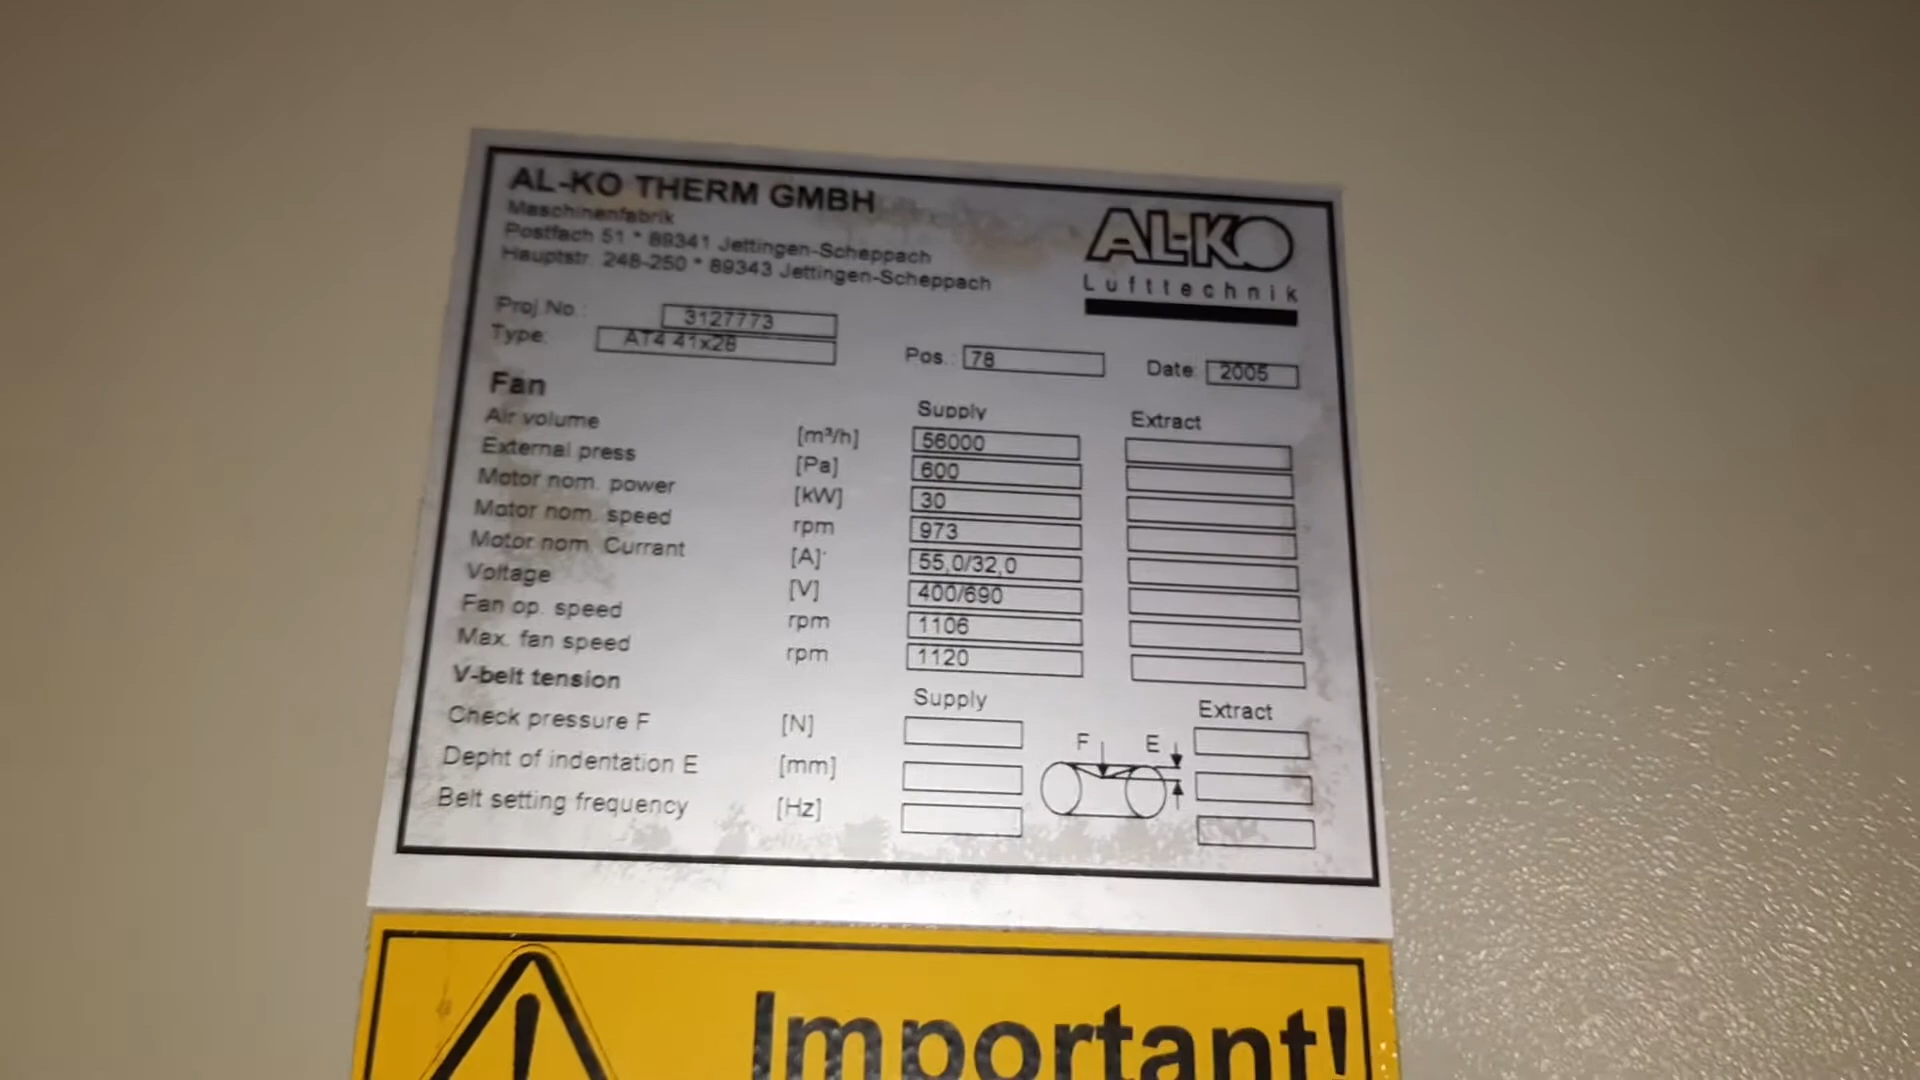 AL-KO THERM GMBH
Maschinenfabrik
Postfach 51 * 89341 Jettingen-Scheppach
Hauptstr. 248-250 * 89343 Jettingen-Scheppach
AL-KO
Lufttechnik
Proj.No.: 3127773
Type: AT4 41x28 Pos.: 78 Date: 2005
Fan Supply Extract
Air volume [m³/h] 56000
External press [Pa] 600
Motor nom. power [kW] 30
Motor nom. speed rpm 973
Motor nom. Currant [A] 55,0/32,0
Voltage [V] 400/690
Fan op. speed rpm 1106
Max. fan speed rpm 1120
V-belt tension Supply Extract
Check pressure F [N]
Depht of indentation E [mm]
Belt setting frequency [Hz]
F E
Important!